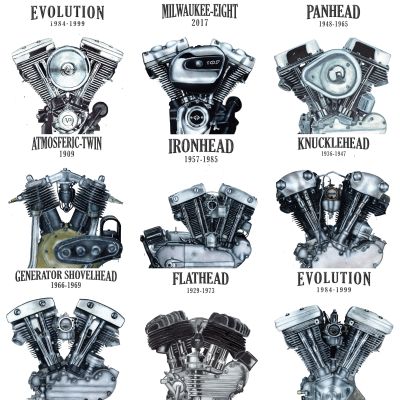 EVOLUTION
1984-1999
MILWAUKEE-EIGHT
2017
PANHEAD
1948-1965
ATMOSFERIC-TWIN
1909
IRONHEAD
1957-1985
KNUCKLEHEAD
1936-1947
GENERATOR SHOVELHEAD
1966-1969
FLATHEAD
1929-1973
EVOLUTION
1984-1999